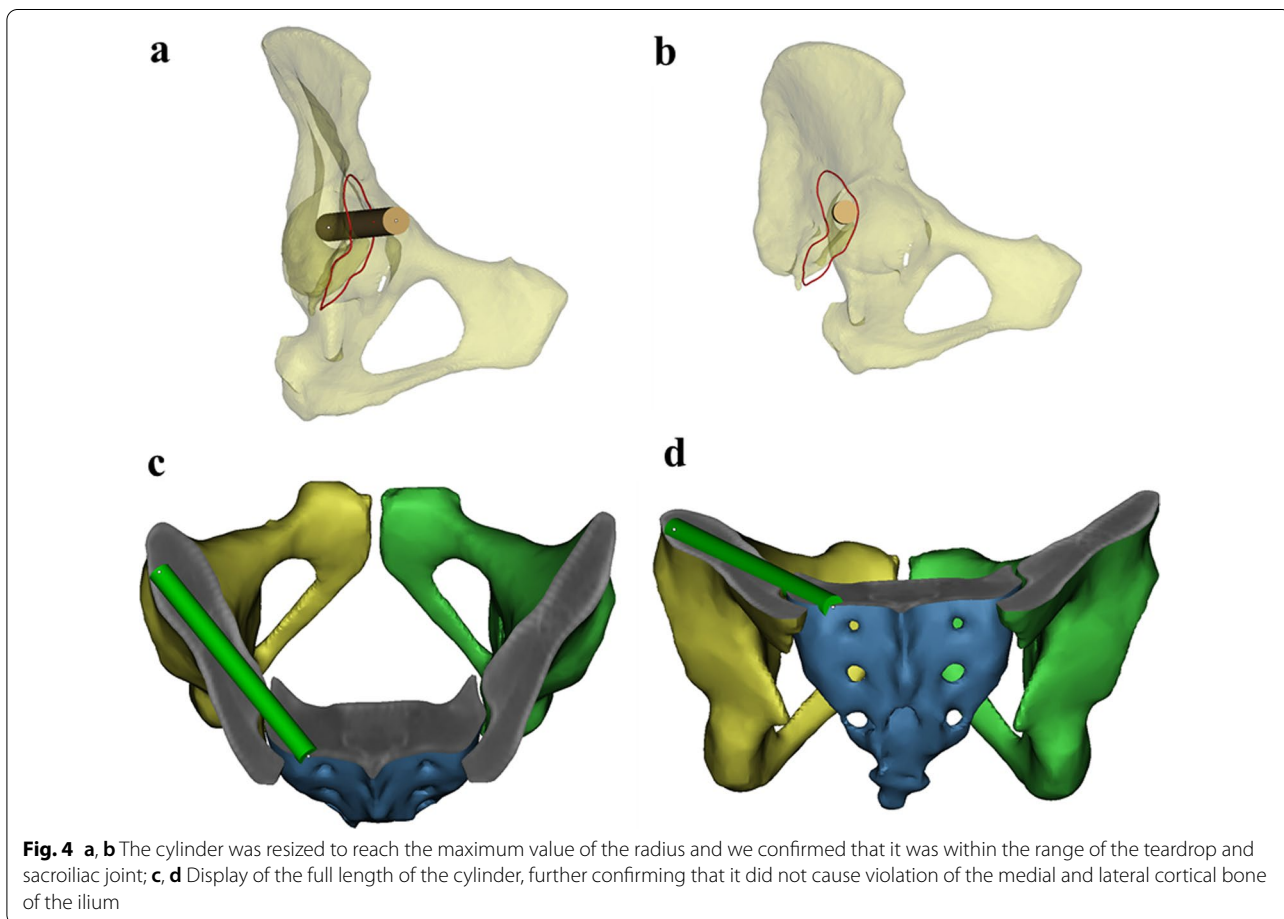 a
b
c
d
Fig. 4 a, b The cylinder was resized to reach the maximum value of the radius and we confirmed that it was within the range of the teardrop and
sacroiliac joint; c, d Display of the full length of the cylinder, further confirming that it did not cause violation of the medial and lateral cortical bone
of the ilium